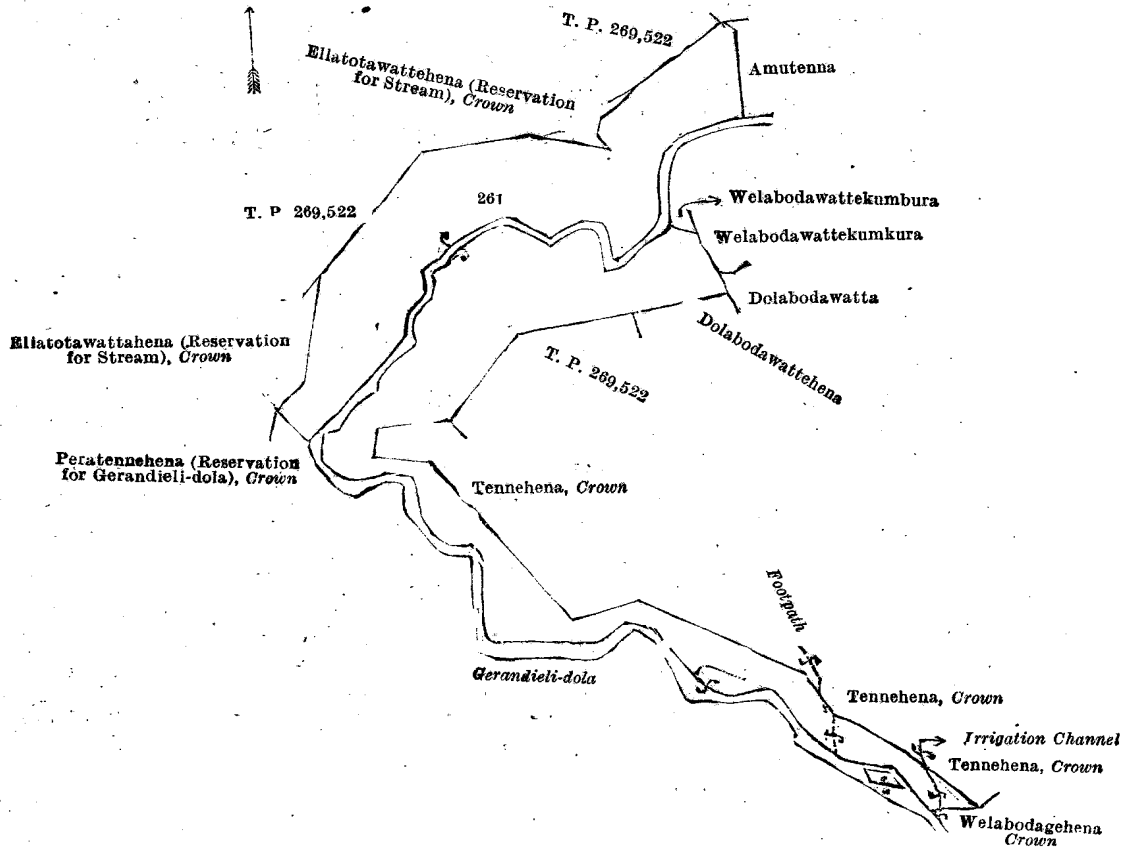 T. P. 269,522
Ellatotawattehena (Reservation
for Stream), Crown
Amutenna
T. P 269,522
261
Welabodawattekumbura
Welabodawattekumkura
Dolabodawatta
Ellatotawattahena (Reservation
for Stream), Crown
Dolabodawattehena
T. P. 269,522
Peratennehena (Reservation
for Gerandieli-dola), Crown
Tennehena, Crown
Footpath
Gerandieli-dola
Tennehena, Crown
Irrigation Channel
Tennehena, Crown
Welabodagehena
Crown